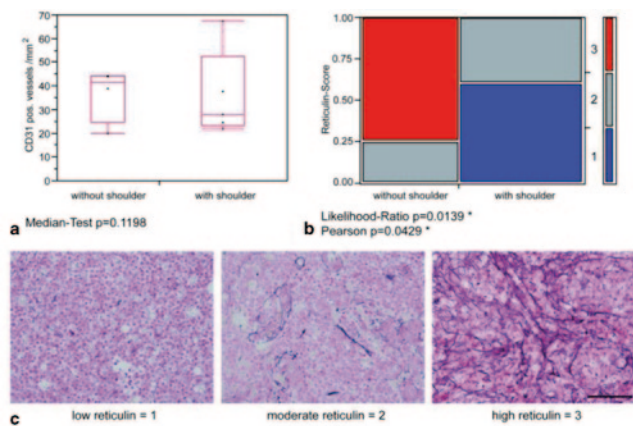 CD31 pos. vessels /mm²
70
60
50
40
30
20
10
0
without shoulder
with shoulder
a Median-Test p=0.1198
Reticulin-Score
1.00
0.75
0.50
0.25
0.00
without shoulder
with shoulder
3
2
1
b Likelihood-Ratio p=0.0139 *
Pearson p=0.0429 *
c
low reticulin = 1
moderate reticulin = 2
high reticulin = 3